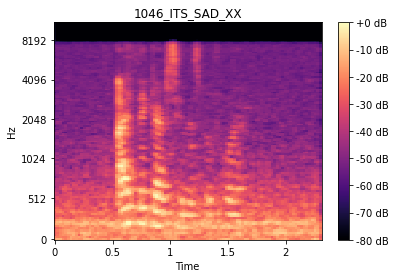 1046_ITS_SAD_XX
+0 dB
8192
-10 dB
4096
-20 dB
-30 dB
2048
Hz
-40 dB
1024
-50 dB
512
-60 dB
-70 dB
0
-80 dB
0 0.5 1 1.5 2
Time